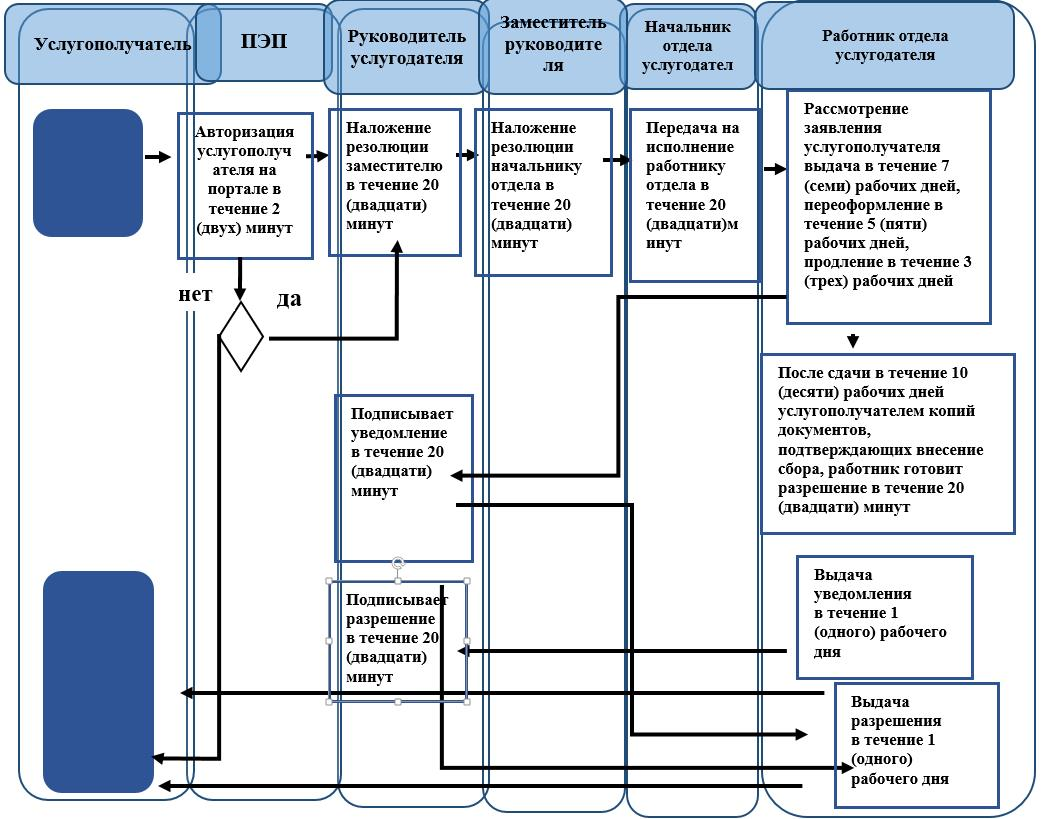 Услугополучатель
ПЭП
Руководитель
услугодателя
Заместитель
руководите
ля
Начальник
отдела
услугодател
Работник отдела
услугодателя
Авторизация
услугополуч
ателя на
портале в
течение 2
(двух) минут
Наложение
резолюции
заместителю
в течение 20
(двадцати)
минут
Наложение
резолюции
начальнику
отдела в
течение 20
(двадцати)
минут
Передача на
исполнение
работнику
отдела в
течение 20
(двадцати)м
инут
Рассмотрение
заявления
услугополучателя
выдача в течение 7
(семи) рабочих дней,
переоформление в
течение 5 (пяти)
рабочих дней,
продление в течение 3
(трех) рабочих дней
нет
да
После сдачи в течение 10
(десяти) рабочих дней
услугополучателем копий
документов,
подтверждающих внесение
сбора, работник готовит
разрешение в течение 20
(двадцати) минут
Подписывает
уведомление
в течение 20
(двадцати)
минут
Подписывает
разрешение
в течение 20
(двадцати)
минут
Выдача
уведомления
в течение 1
(одного) рабочего
дня
Выдача
разрешения
в течение 1
(одного)
рабочего дня